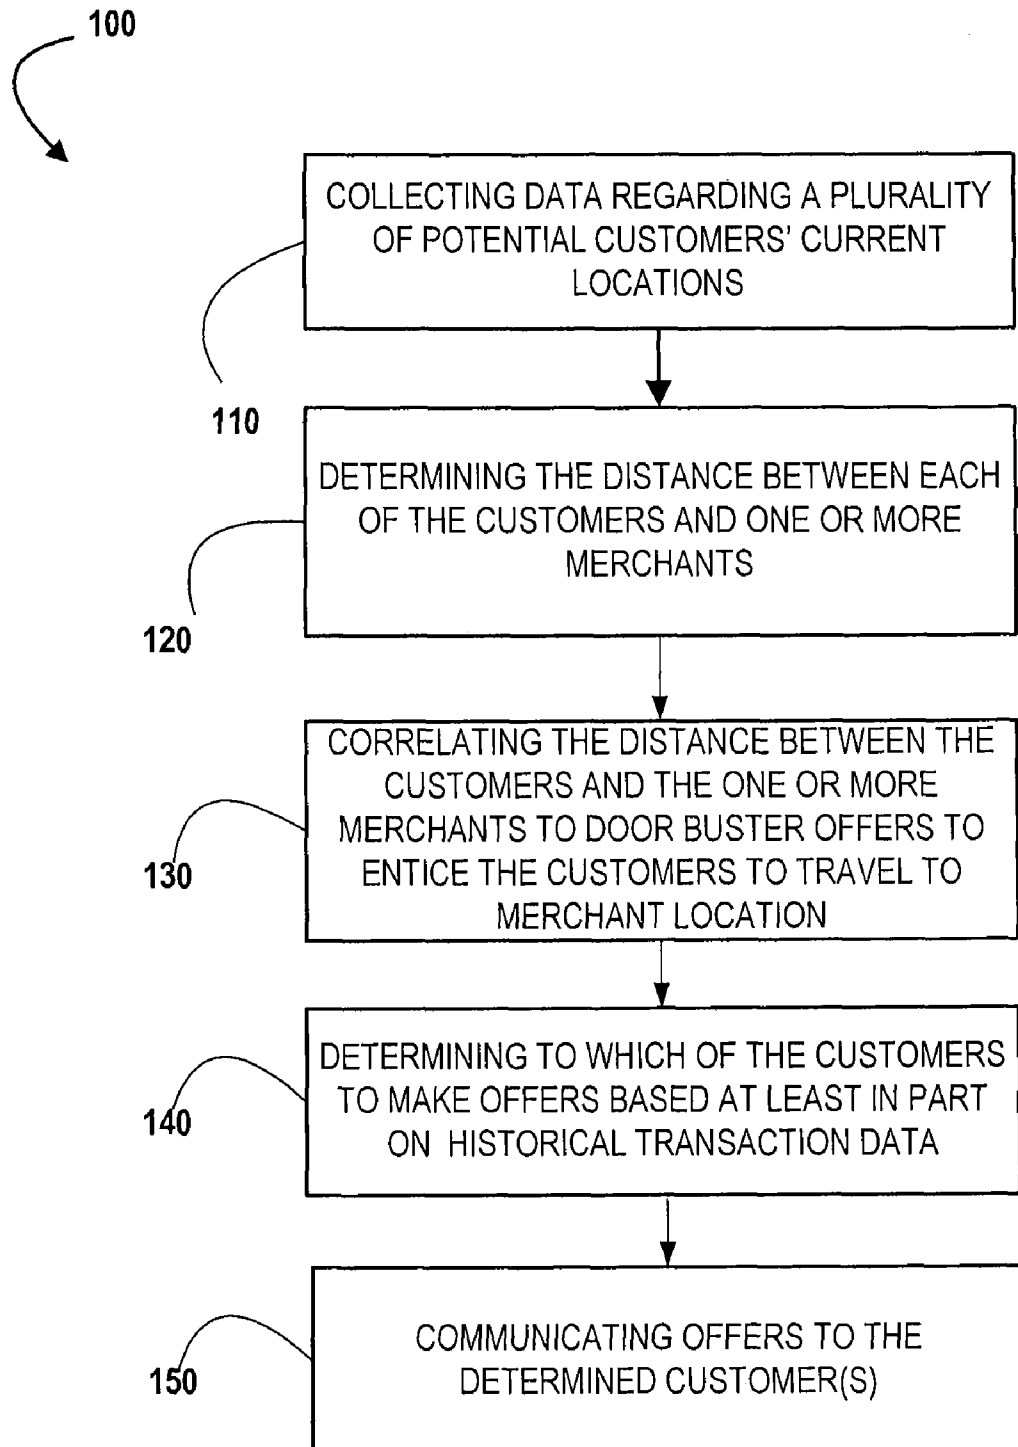 100
COLLECTING DATA REGARDING A PLURALITY
OF POTENTIAL CUSTOMERS' CURRENT
LOCATIONS
110
DETERMINING THE DISTANCE BETWEEN EACH
OF THE CUSTOMERS AND ONE OR MORE
MERCHANTS
120
CORRELATING THE DISTANCE BETWEEN THE
CUSTOMERS AND THE ONE OR MORE
MERCHANTS TO DOOR BUSTER OFFERS TO
ENTICE THE CUSTOMERS TO TRAVEL TO
MERCHANT LOCATION
130
DETERMINING TO WHICH OF THE CUSTOMERS
TO MAKE OFFERS BASED AT LEAST IN PART
ON HISTORICAL TRANSACTION DATA
140
COMMUNICATING OFFERS TO THE
DETERMINED CUSTOMER(S)
150